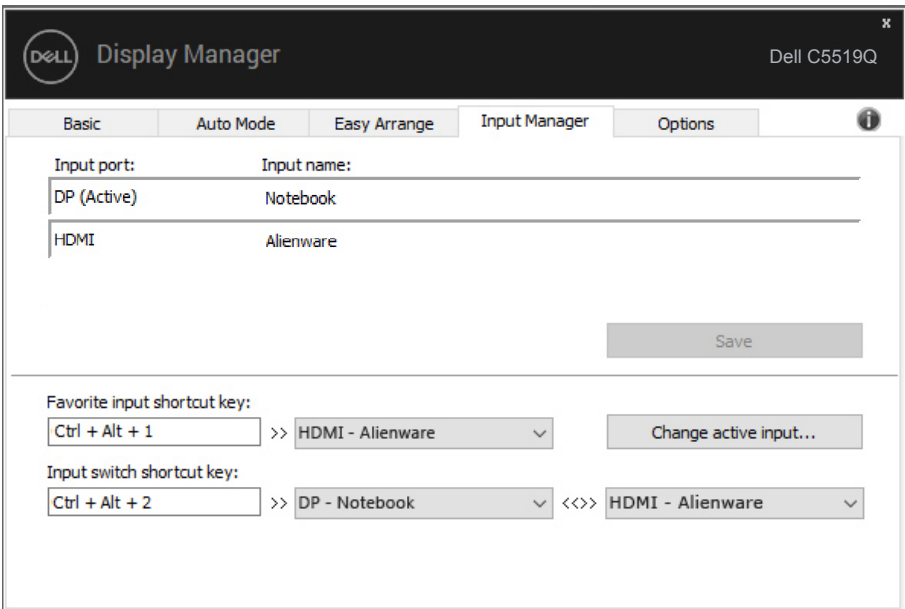 x
DELL Display Manager Dell C5519Q
Basic Auto Mode Easy Arrange Input Manager Options i
Input port: Input name:
DP (Active) Notebook
HDMI Alienware
Save
Favorite input shortcut key:
Ctrl + Alt + 1 >> HDMI - Alienware Change active input...
Input switch shortcut key:
Ctrl + Alt + 2 >> DP - Notebook <<>> HDMI - Alienware